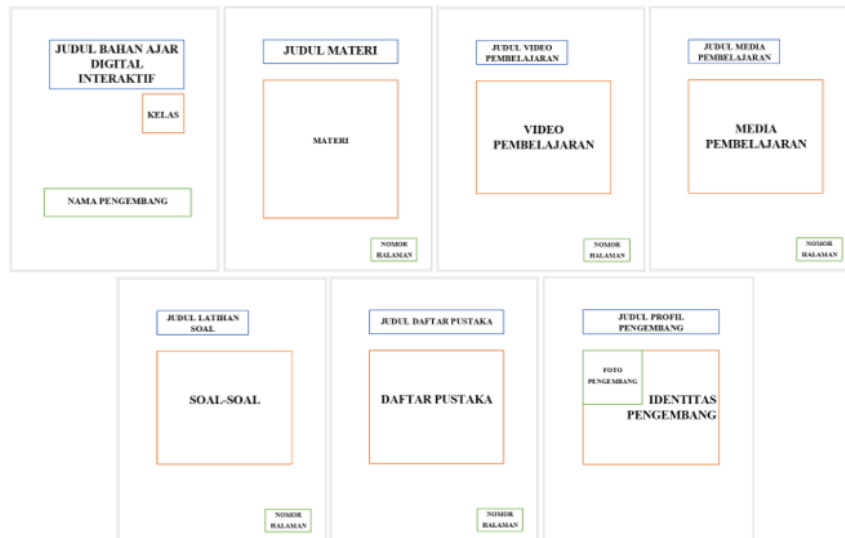 JUDUL BAHAN AJAR
DIGITAL
INTERAKTIF
KELAS
NAMA PENGEMBANG
JUDUL MATERI
MATERI
NOMOR
HALAMAN
JUDUL VIDEO
PEMBELAJARAN
VIDEO
PEMBELAJARAN
NOMOR
HALAMAN
JUDUL MEDIA
PEMBELAJARAN
MEDIA
PEMBELAJARAN
NOMOR
HALAMAN
JUDUL LATIHAN
SOAL
SOAL-SOAL
NOMOR
HALAMAN
JUDUL DAFTAR PUSTAKA
DAFTAR PUSTAKA
NOMOR
HALAMAN
JUDUL PROFIL
PENGEMBANG
FOTO
PENGEMBANG
IDENTITAS
PENGEMBANG